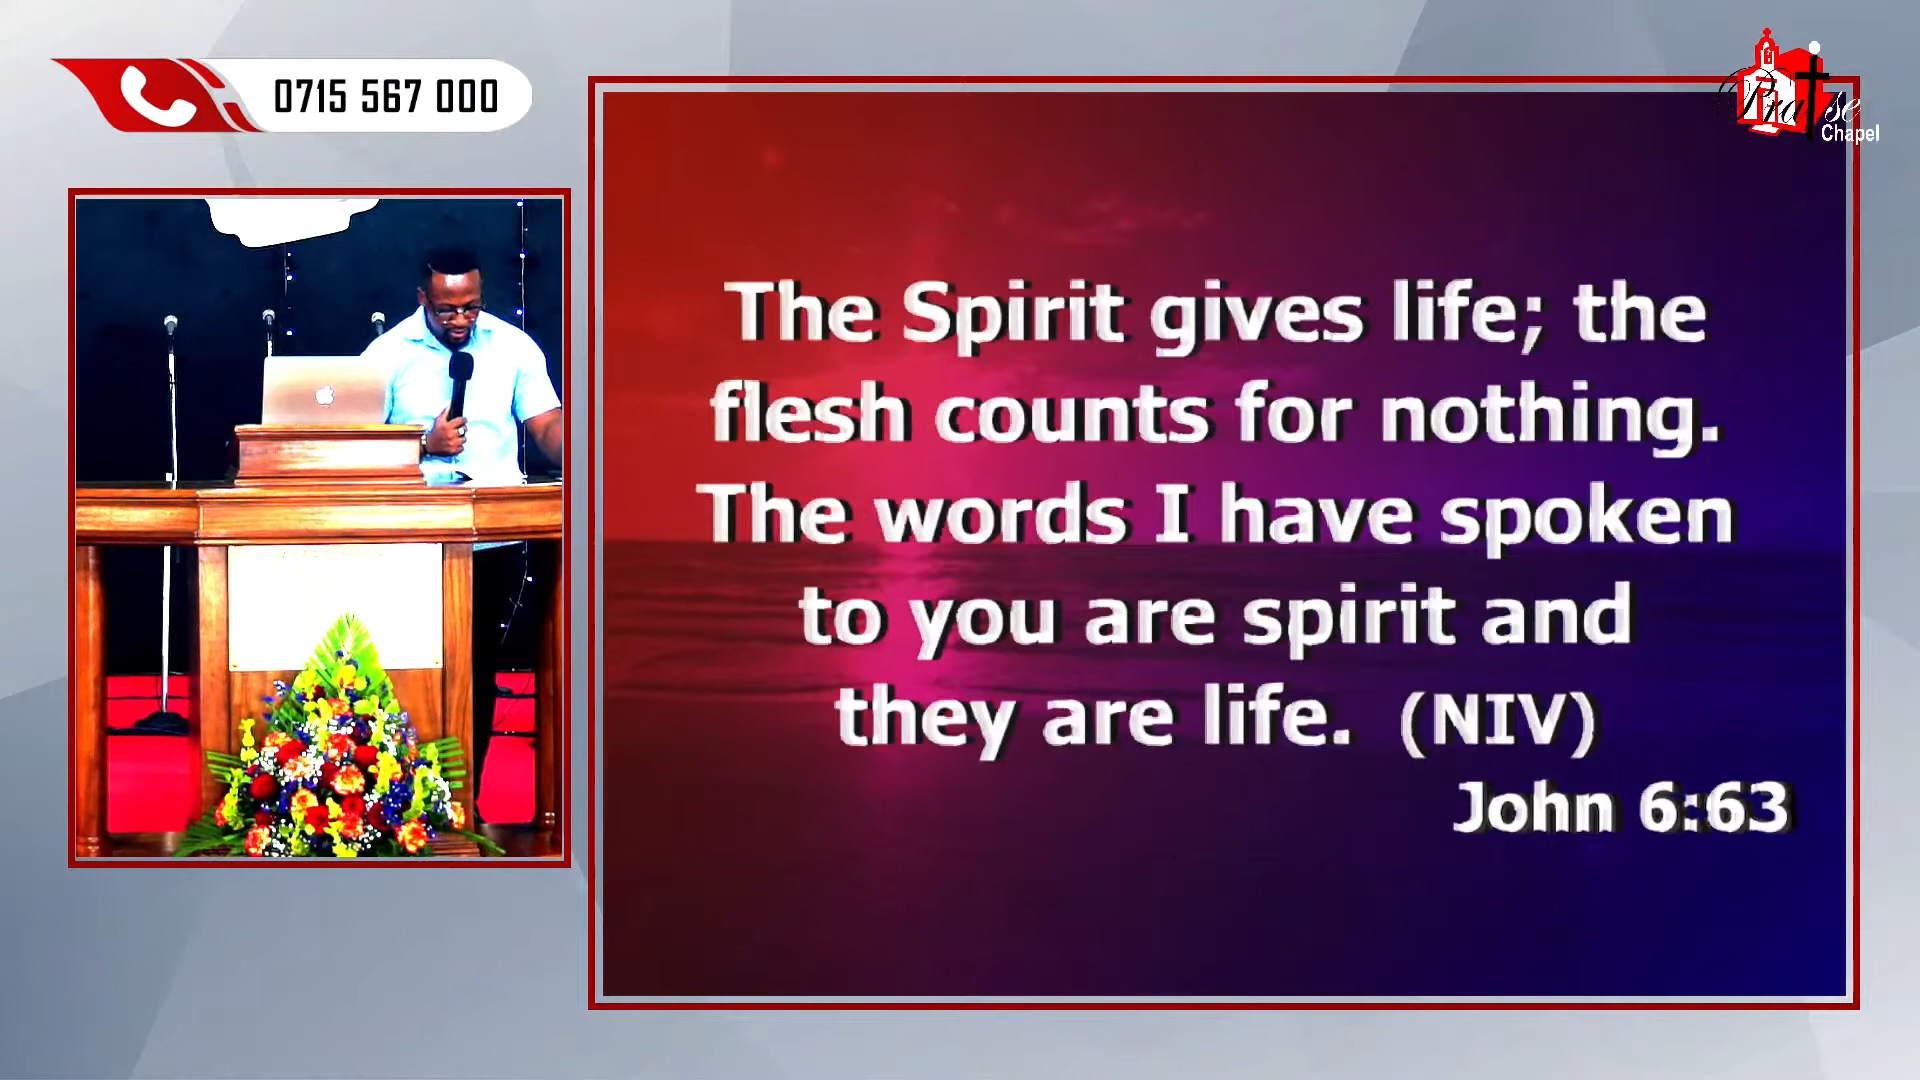 0715 567 000
Praise
Chapel
The Spirit gives life; the
flesh counts for nothing.
The words I have spoken
to you are spirit and
they are life. (NIV)
John 6:63